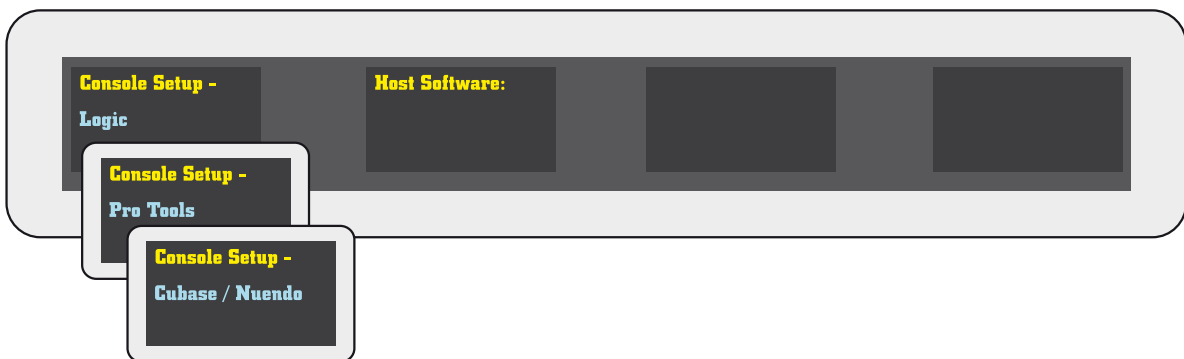 Console Setup -
Logic
Host Software:
Console Setup -
Pro Tools
Console Setup -
Cubase / Nuendo